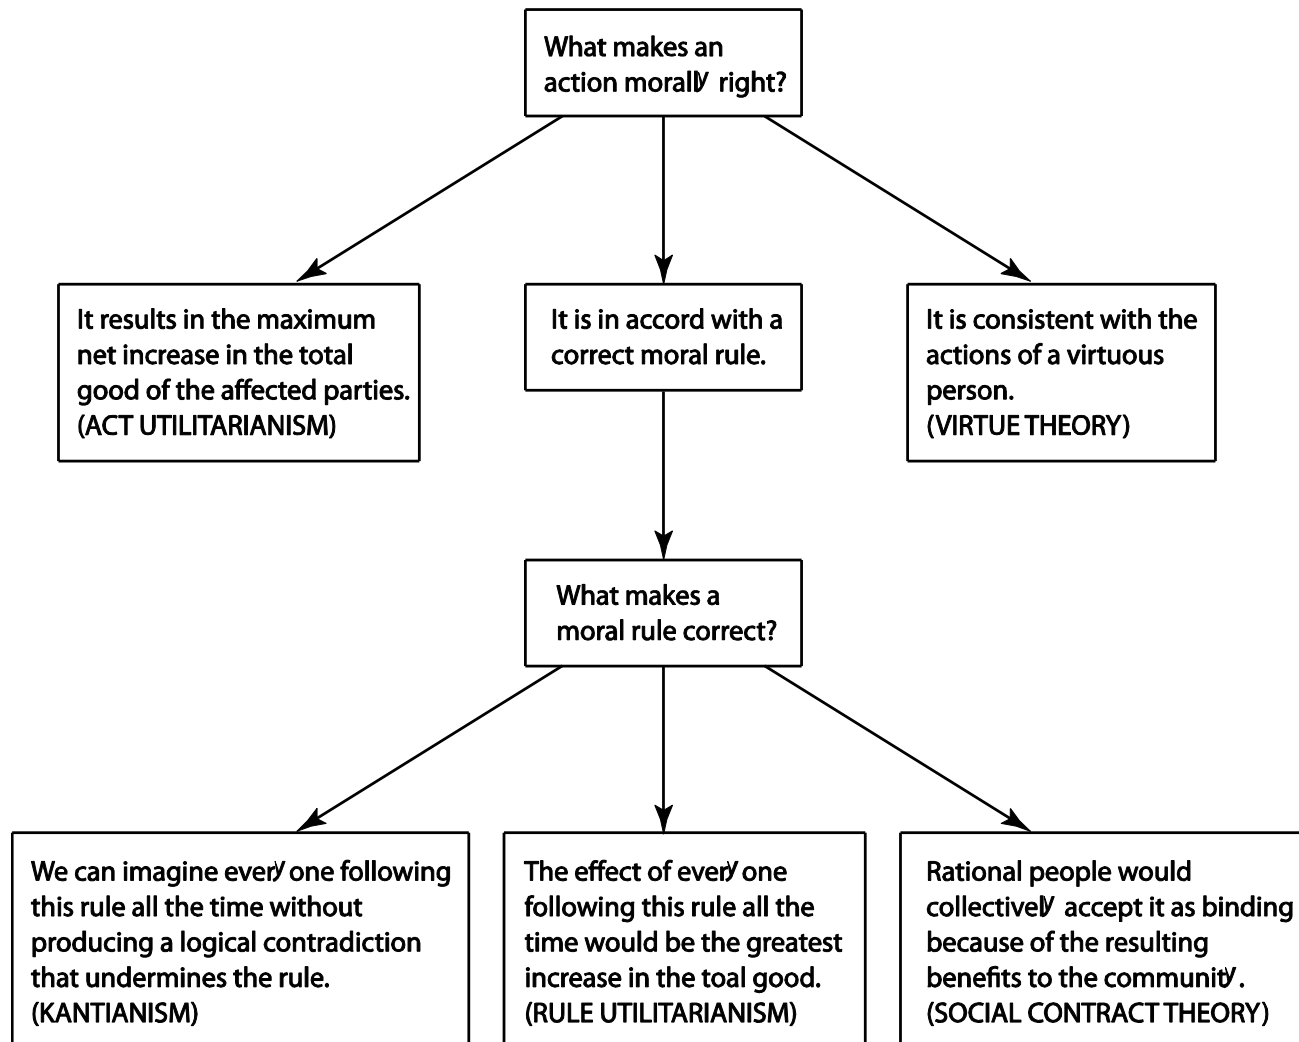 What makes an
action morally right?
It results in the maximum
net increase in the total
good of the affected parties.
(ACT UTILITARIANISM)
It is in accord with a
correct moral rule.
It is consistent with the
actions of a virtuous
person.
(VIRTUE THEORY)
What makes a
moral rule correct?
We can imagine every one following
this rule all the time without
producing a logical contradiction
that undermines the rule.
(KANTIANISM)
The effect of every one
following this rule all the
time would be the greatest
increase in the toal good.
(RULE UTILITARIANISM)
Rational people would
collectively accept it as binding
because of the resulting
benefits to the community.
(SOCIAL CONTRACT THEORY)